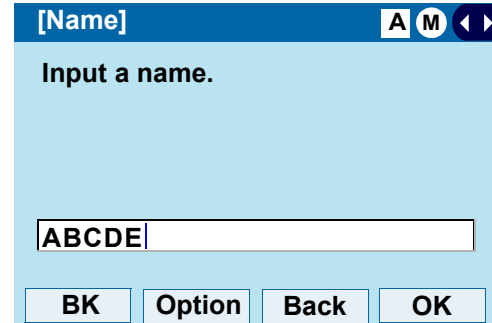 [Name] A M
Input a name.
ABCDE
BK Option Back OK